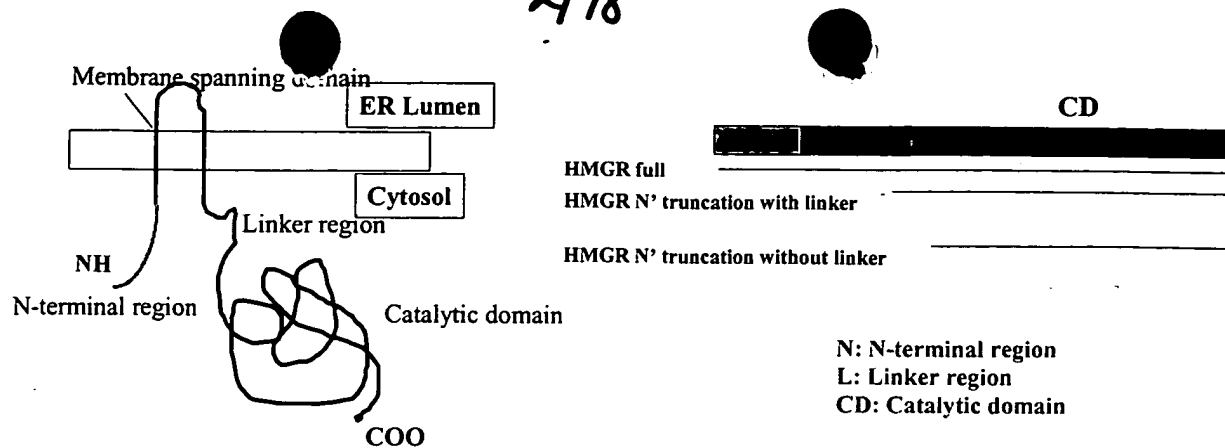 Membrane spanning domain
ER Lumen
Cytosol
Linker region
NH
N-terminal region
Catalytic domain
COO
CD
HMGR full
HMGR N' truncation with linker
HMGR N' truncation without linker
N: N-terminal region
L: Linker region
CD: Catalytic domain